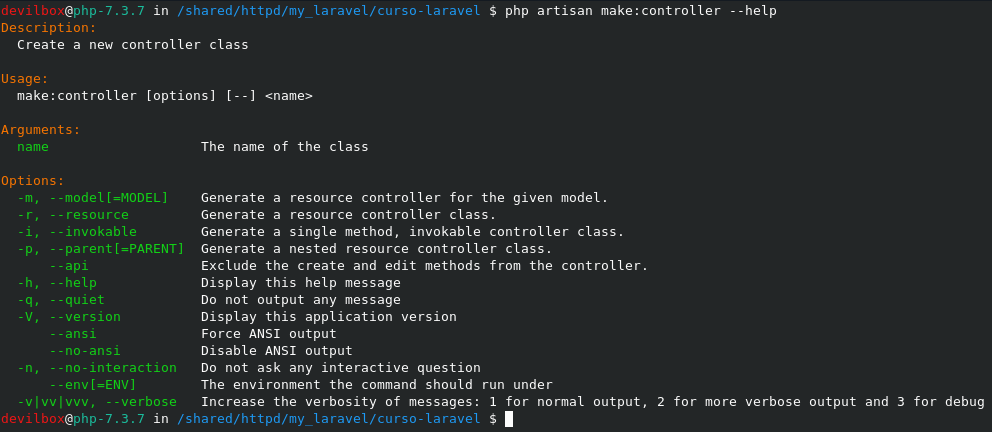 devilbox@php-7.3.7 in /shared/httpd/my_laravel/curso-laravel $ php artisan make:controller --help
Description:
  Create a new controller class

Usage:
  make:controller [options] [--] <name>

Arguments:
  name                   The name of the class

Options:
  -m, --model[=MODEL]    Generate a resource controller for the given model.
  -r, --resource         Generate a resource controller class.
  -i, --invokable        Generate a single method, invokable controller class.
  -p, --parent[=PARENT]  Generate a nested resource controller class.
      --api              Exclude the create and edit methods from the controller.
  -h, --help             Display this help message
  -q, --quiet            Do not output any message
  -V, --version          Display this application version
      --ansi             Force ANSI output
      --no-ansi          Disable ANSI output
  -n, --no-interaction   Do not ask any interactive question
      --env[=ENV]        The environment the command should run under
  -v|vv|vvv, --verbose   Increase the verbosity of messages: 1 for normal output, 2 for more verbose output and 3 for debug
devilbox@php-7.3.7 in /shared/httpd/my_laravel/curso-laravel $